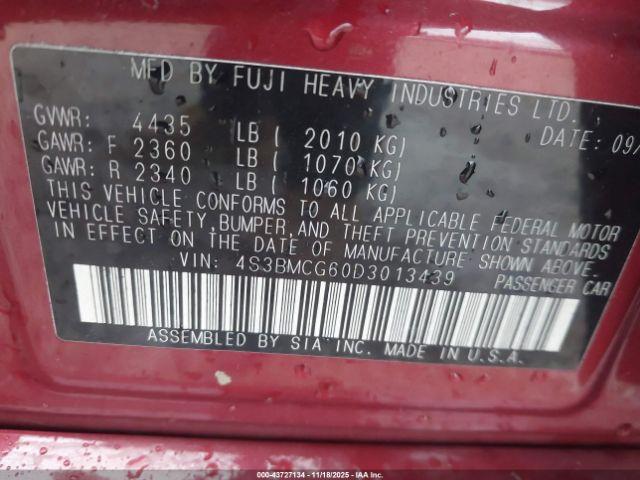 MFD BY FUJI HEAVY INDUSTRIES LTD.
GVWR: 4435 LB ( 2010 KG) DATE: 09/
GAWR: F 2360 LB ( 1070 KG)
GAWR: R 2340 LB ( 1060 KG)
THIS VEHICLE CONFORMS TO ALL APPLICABLE FEDERAL MOTOR
VEHICLE SAFETY, BUMPER, AND THEFT PREVENTION STANDARDS
IN EFFECT ON THE DATE OF MANUFACTURE SHOWN ABOVE.
VIN: 4S3BMCG60D3013439 PASSENGER CAR
ASSEMBLED BY SIA INC. MADE IN U.S.A.
000-43727134 - 11/18/2025 - IAAI, Inc.